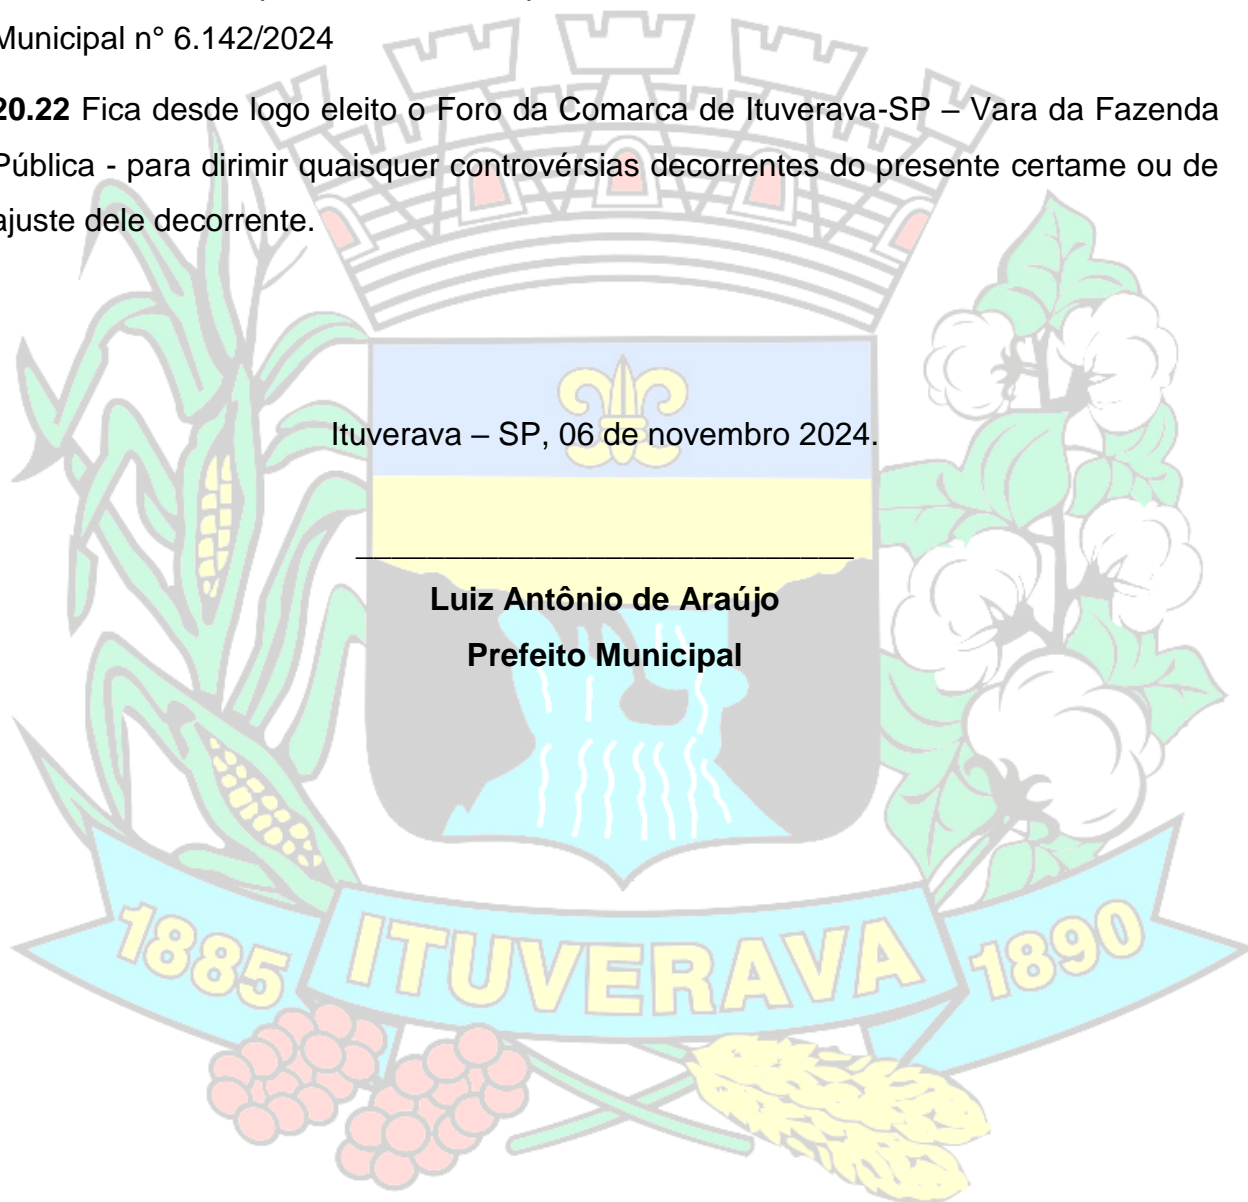 Municipal n° 6.142/2024
20.22 Fica desde logo eleito o Foro da Comarca de Ituverava-SP – Vara da Fazenda
Pública - para dirimir quaisquer controvérsias decorrentes do presente certame ou de
ajuste dele decorrente.
Ituverava – SP, 06 de novembro 2024.
Luiz Antônio de Araújo
Prefeito Municipal
1885 ITUVERAVA 1890